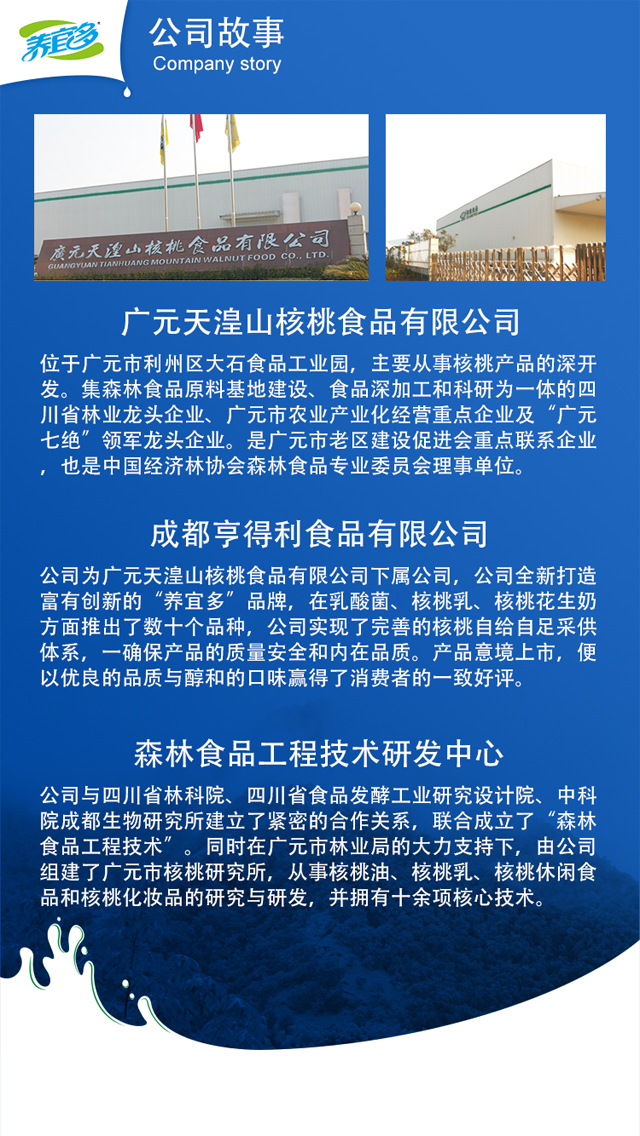 养宜多
公司故事
Company story
廣元天湟山核桃食品有限公司
GUANGYUAN TIANHUANG MOUNTAIN WALNUT FOOD CO., LTD.
广元天湟山核桃食品有限公司
位于广元市利州区大石食品工业园，主要从事核桃产品的深开
发。集森林食品原料基地建设、食品深加工和科研为一体的四
川省林业龙头企业、广元市农业产业化经营重点企业及“广元
七绝”领军龙头企业。是广元市老区建设促进会重点联系企业
，也是中国经济林协会森林食品专业委员会理事单位。
成都亨得利食品有限公司
公司为广元天湟山核桃食品有限公司下属公司，公司全新打造
富有创新的“养宜多”品牌，在乳酸菌、核桃乳、核桃花生奶
方面推出了数十个品种，公司实现了完善的核桃自给自足采供
体系，一确保产品的质量安全和内在品质。产品意境上市，便
以优良的品质与醇和的口味赢得了消费者的一致好评。
森林食品工程技术研发中心
公司与四川省林科院、四川省食品发酵工业研究设计院、中科
院成都生物研究所建立了紧密的合作关系，联合成立了“森林
食品工程技术”。同时在广元市林业局的大力支持下，由公司
组建了广元市核桃研究所，从事核桃油、核桃乳、核桃休闲食
品和核桃化妆品的研究与研发，并拥有十余项核心技术。